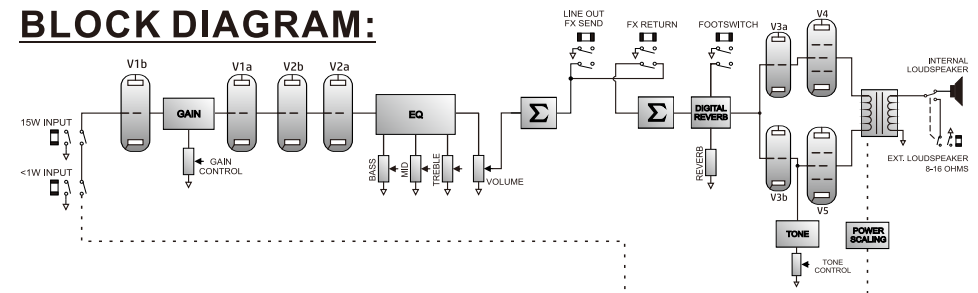 BLOCK DIAGRAM:
LINE OUT
FX SEND
FX RETURN
FOOTSWITCH
V3a
V4
V1b
V1a
V2b
V2a
INTERNAL
LOUDSPEAKER
15W INPUT
GAIN
EQ
Σ
Σ
DIGITAL
REVERB
<1W INPUT
GAIN
CONTROL
BASS
MID
TREBLE
VOLUME
REVERB
EXT. LOUDSPEAKER
8-16 OHMS
V3b
V5
TONE
POWER
SCALING
TONE
CONTROL